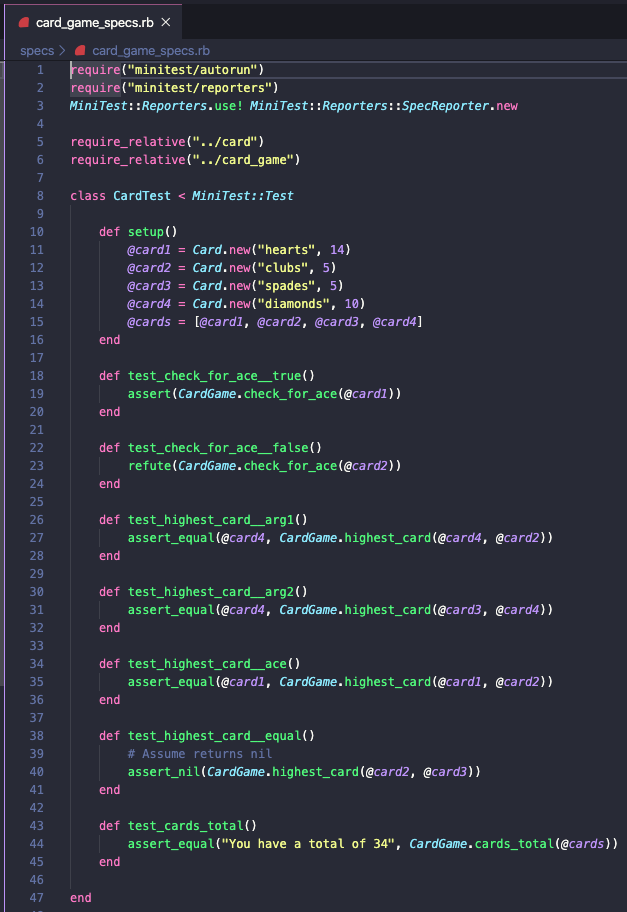 card_game_specs.rb ×
specs > card_game_specs.rb
1 require("minitest/autorun")
2 require("minitest/reporters")
3 MiniTest::Reporters.use! MiniTest::Reporters::SpecReporter.new
4
5 require_relative("../card")
6 require_relative("../card_game")
7
8 class CardTest < MiniTest::Test
9
10 def setup()
11 @card1 = Card.new("hearts", 14)
12 @card2 = Card.new("clubs", 5)
13 @card3 = Card.new("spades", 5)
14 @card4 = Card.new("diamonds", 10)
15 @cards = [@card1, @card2, @card3, @card4]
16 end
17
18 def test_check_for_ace__true()
19 assert(CardGame.check_for_ace(@card1))
20 end
21
22 def test_check_for_ace__false()
23 refute(CardGame.check_for_ace(@card2))
24 end
25
26 def test_highest_card__arg1()
27 assert_equal(@card4, CardGame.highest_card(@card4, @card2))
28 end
29
30 def test_highest_card__arg2()
31 assert_equal(@card4, CardGame.highest_card(@card3, @card4))
32 end
33
34 def test_highest_card__ace()
35 assert_equal(@card1, CardGame.highest_card(@card1, @card2))
36 end
37
38 def test_highest_card__equal()
39 # Assume returns nil
40 assert_nil(CardGame.highest_card(@card2, @card3))
41 end
42
43 def test_cards_total()
44 assert_equal("You have a total of 34", CardGame.cards_total(@cards))
45 end
46
47 end